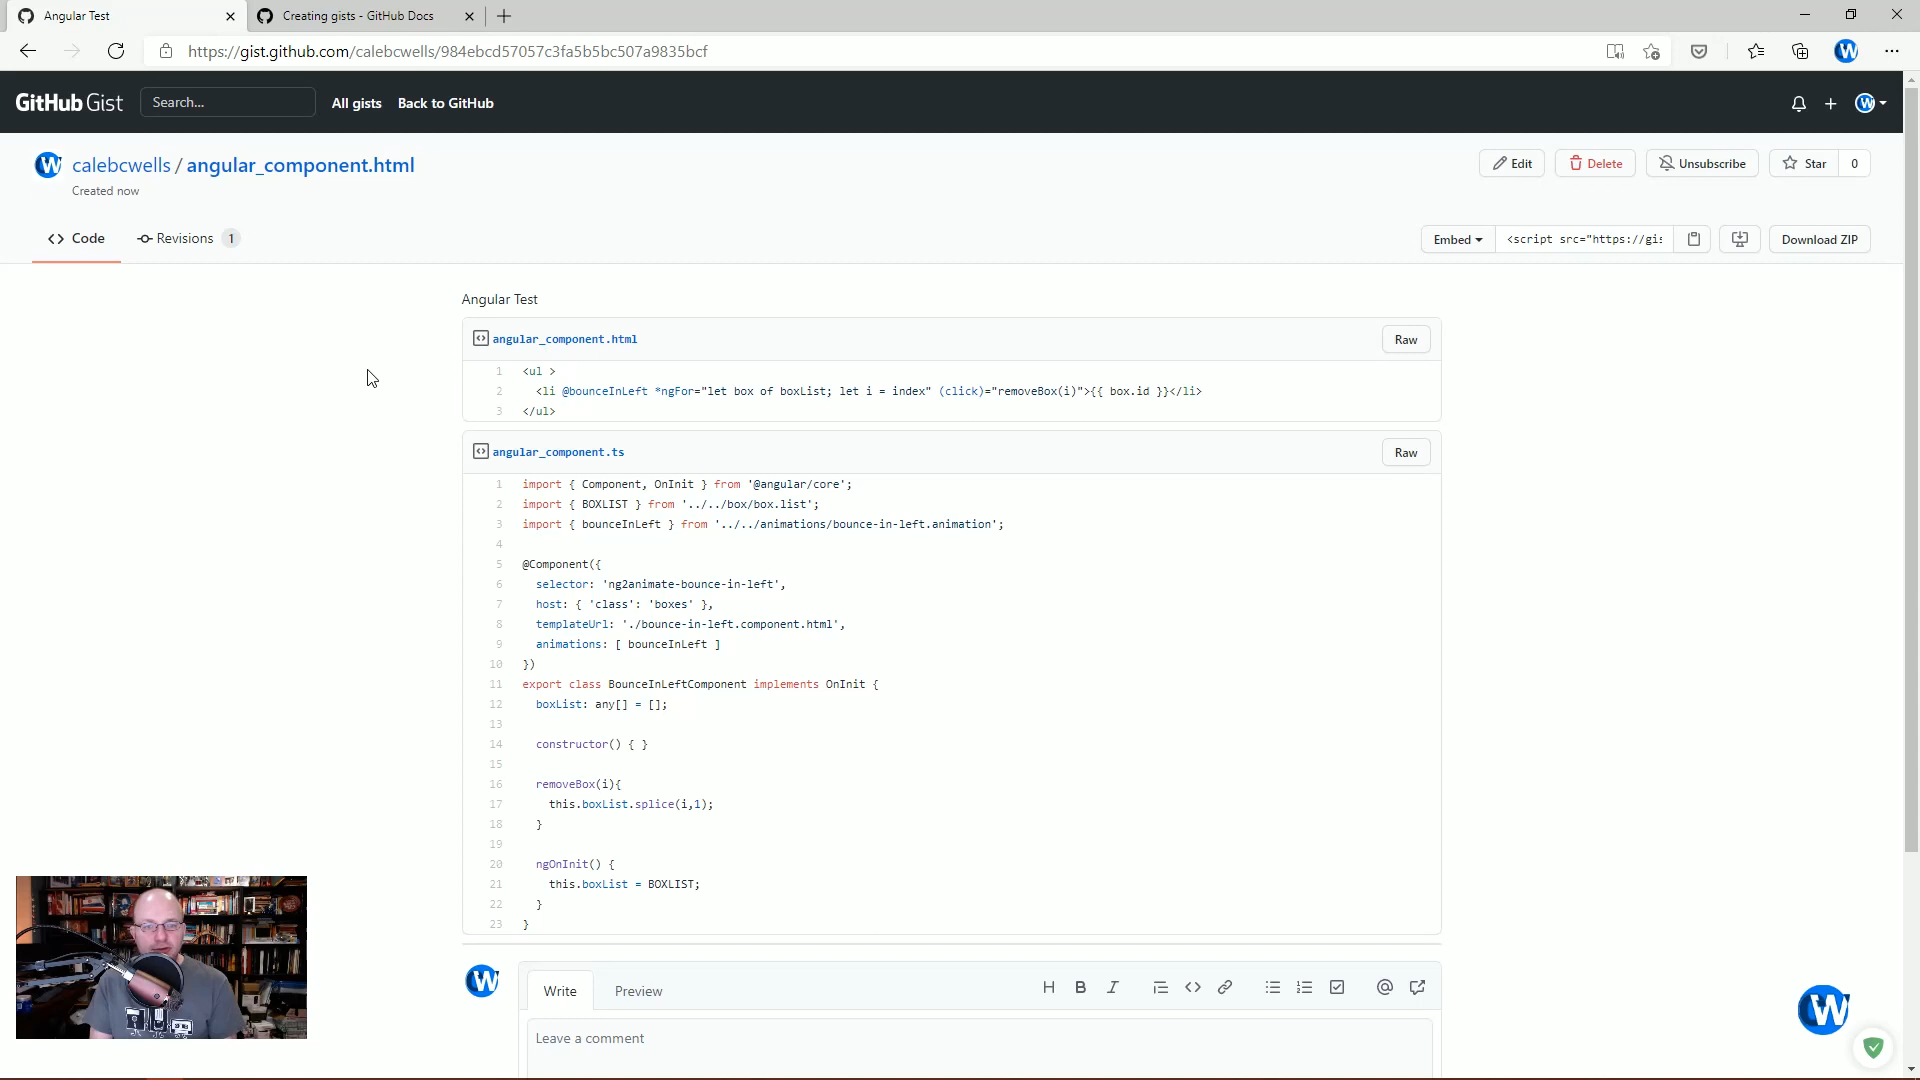 Angular Test
Creating gists - GitHub Docs
https://gist.github.com/calebcwells/984ebcd57057c3fa5b5bc507a9835bcf
GitHub Gist
Search...
All gists
Back to GitHub
W
calebcwells / angular_component.html
Created now
Edit
Delete
Unsubscribe
Star
0
Code
Revisions 1
Embed
<script src="https://gis
Download ZIP
Angular Test
angular_component.html
Raw
1 <ul >
2 <li @bounceInLeft *ngFor="let box of boxList; let i = index" (click)="removeBox(i)">{{ box.id }}</li>
3 </ul>
angular_component.ts
Raw
1 import { Component, OnInit } from '@angular/core';
2 import { BOXLIST } from '../../box/box.list';
3 import { bounceInLeft } from '../../animations/bounce-in-left.animation';
4
5 @Component({
6 selector: 'ng2animate-bounce-in-left',
7 host: { 'class': 'boxes' },
8 templateUrl: './bounce-in-left.component.html',
9 animations: [ bounceInLeft ]
10 })
11 export class BounceInLeftComponent implements OnInit {
12 boxList: any[] = [];
13
14 constructor() { }
15
16 removeBox(i){
17 this.boxList.splice(i,1);
18 }
19
20 ngOnInit() {
21 this.boxList = BOXLIST;
22 }
23 }
W
Write
Preview
H B I
Leave a comment
W